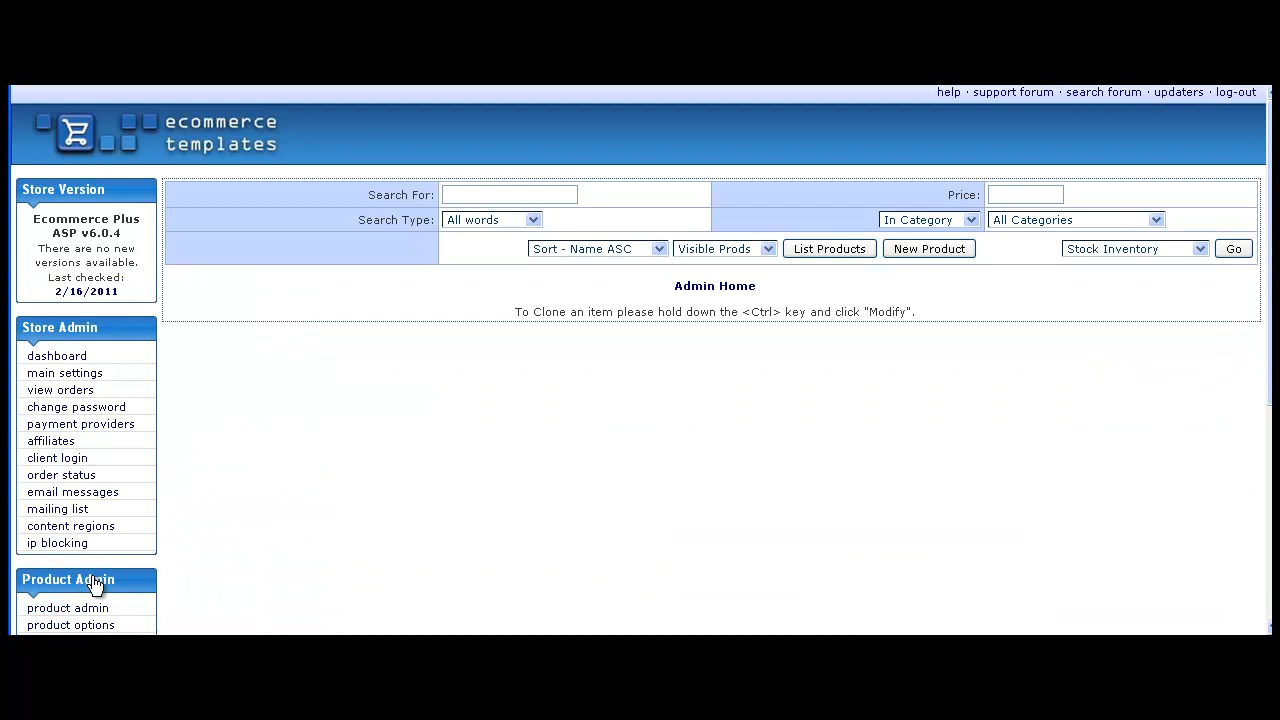 help · support forum · search forum · updaters · log-out
ecommerce
templates
Store Version
Ecommerce Plus
ASP v6.0.4
There are no new
versions available.
Last checked:
2/16/2011
Store Admin
dashboard
main settings
view orders
change password
payment providers
affiliates
client login
order status
email messages
mailing list
content regions
ip blocking
Product Admin
product admin
product options
Search For: Price:
Search Type: All words In Category All Categories
Sort - Name ASC Visible Prods List Products New Product Stock Inventory Go
Admin Home
To Clone an item please hold down the <Ctrl> key and click "Modify".